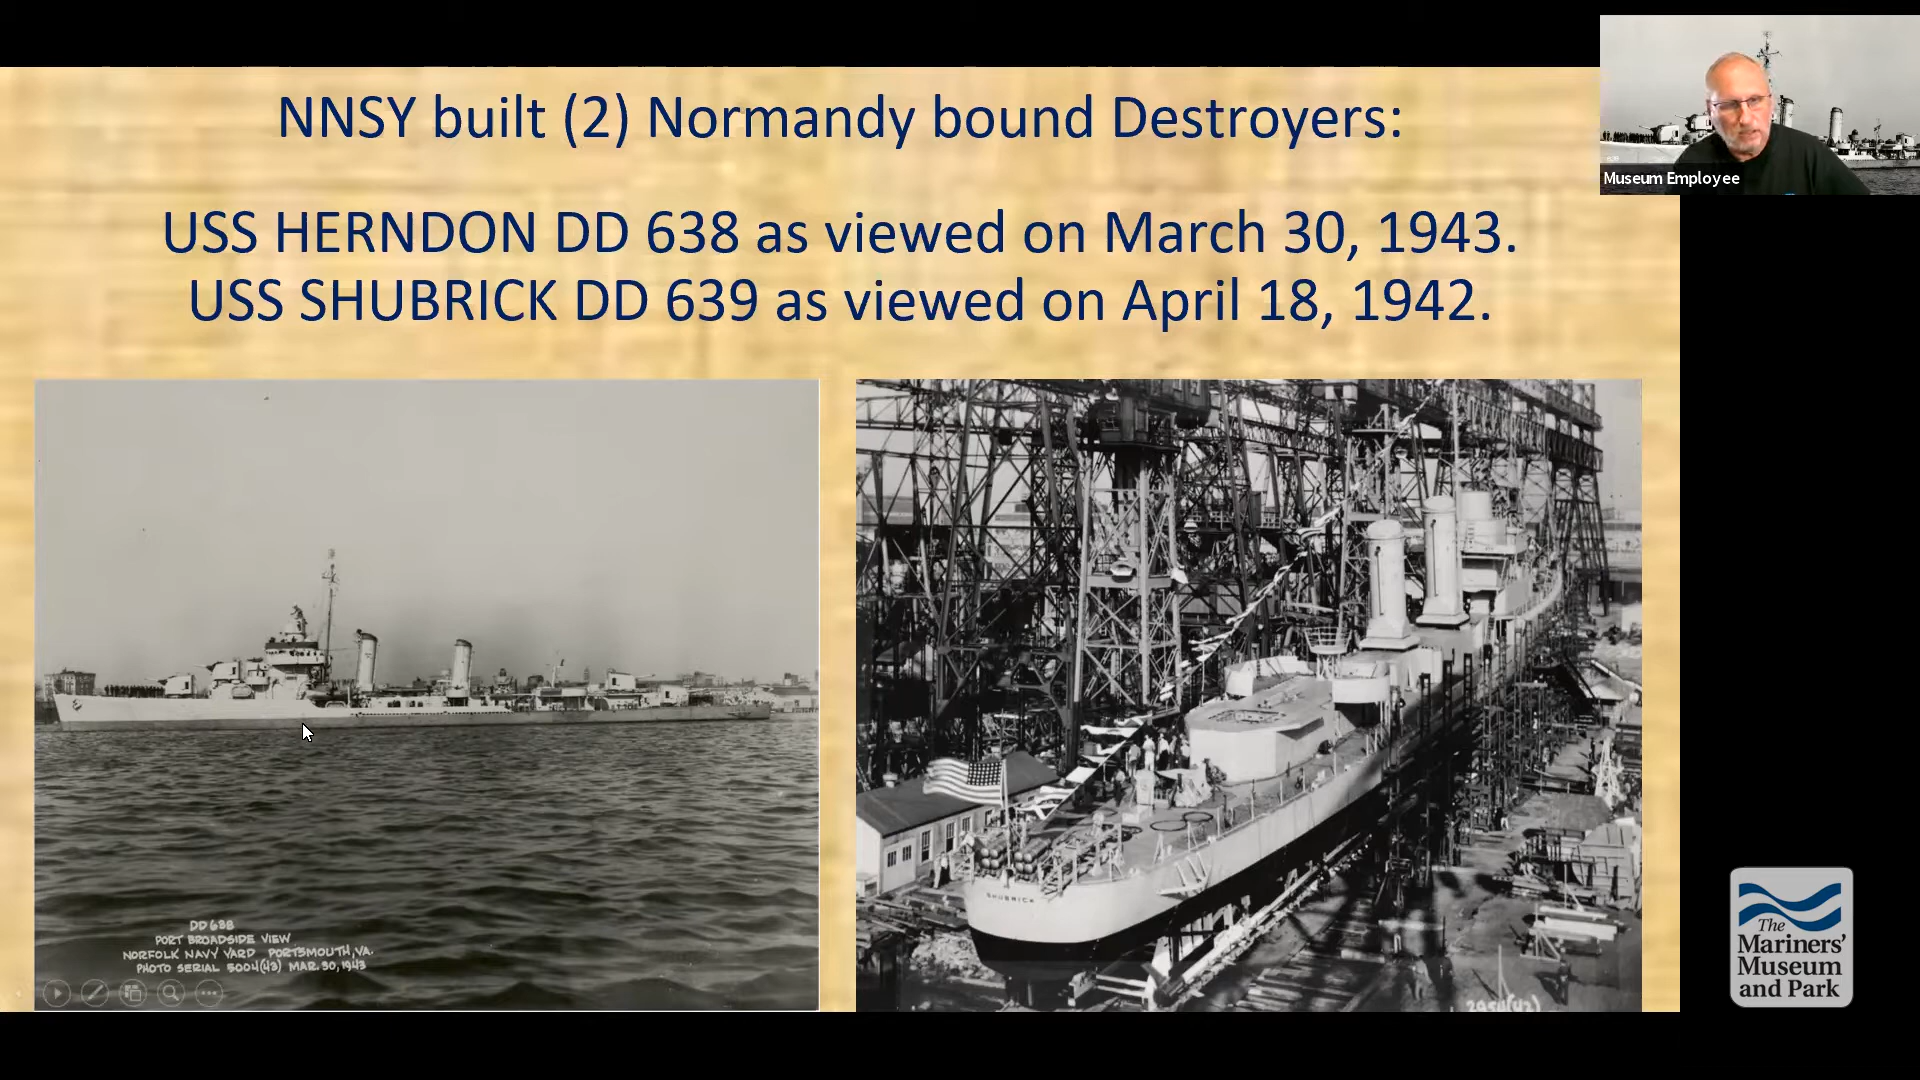 NNSY built (2) Normandy bound Destroyers:
USS HERNDON DD 638 as viewed on March 30, 1943.
USS SHUBRICK DD 639 as viewed on April 18, 1942.
Museum Employee
DD 638
PORT BROADSIDE VIEW
NORFOLK NAVY YARD PORTSMOUTH, VA.
PHOTO SERIAL 5004(43) MAR. 30, 1943
SHUBRICK
2954(42)
The
Mariners'
Museum
and Park